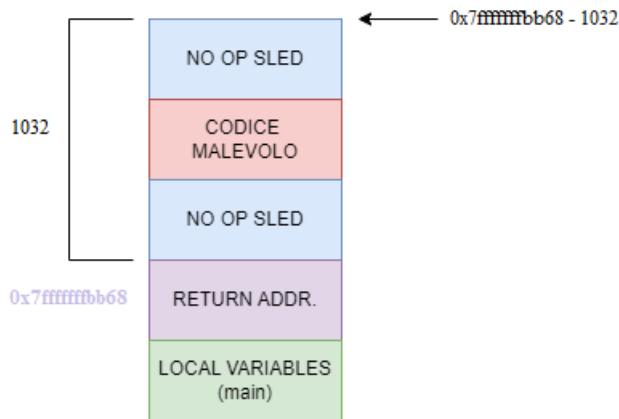 0x7fffffffbb68 - 1032
NO OP SLED
1032
CODICE
MALEVOLO
NO OP SLED
0x7fffffffbb68
RETURN ADDR.
LOCAL VARIABLES
(main)